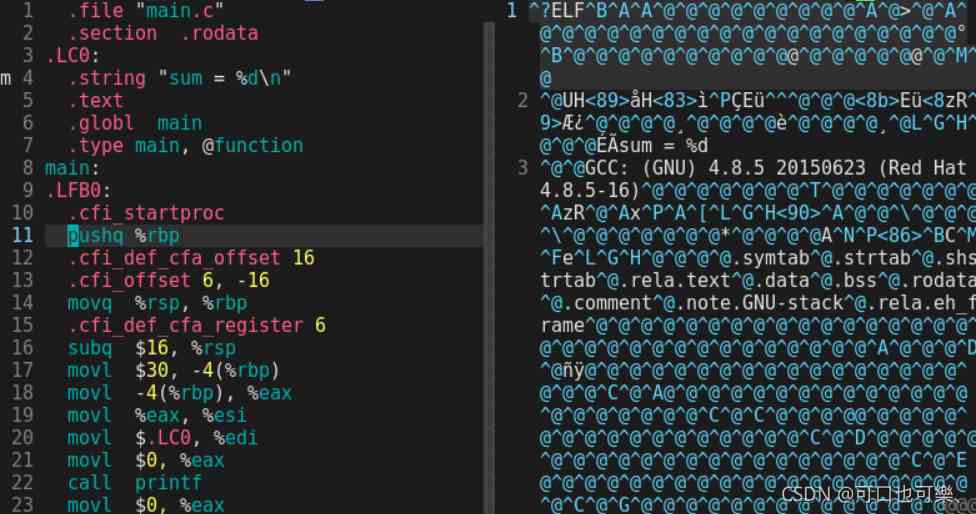 1 .file "main.c"
2 .section .rodata
3 .LC0:
m 4 .string "sum = %d\n"
5 .text
6 .globl main
7 .type main, @function
8 main:
9 .LFB0:
10 .cfi_startproc
11 pushq %rbp
12 .cfi_def_cfa_offset 16
13 .cfi_offset 6, -16
14 movq %rsp, %rbp
15 .cfi_def_cfa_register 6
16 subq $16, %rsp
17 movl $30, -4(%rbp)
18 movl -4(%rbp), %eax
19 movl %eax, %esi
20 movl $.LC0, %edi
21 movl $0, %eax
22 call printf
23 movl $0, %eax
1 ^?ELF^B^A^A^@^@^@^@^@^@^@^@^@^A^@>^@^A^
^B^@^@^@^@^@^@^@^@^@^@^@@^@^@^@^@^@@^@^M^
@
2 ^@UH<89>åH<83>ì^PÇEü^^^@^@^@<8b>Eü<8zR^
9>Æ¿^@^@^@^@¸^@^@^@^@è^@^@^@^@¸^@L^G^H^
^@^@^@ÉÃsum = %d
3 ^@^@GCC: (GNU) 4.8.5 20150623 (Red Hat
4.8.5-16)^@^@^@^@^@^@^@^@^T^@^@^@^@^@^@
^AzR^@^Ax^P^A^[^L^G^H<90>^A^@^@^\^@^@^@
^\^@^@^@^@^@^@^@^@*^@^@^@^@A^N^P<86>^BC^M
^Fe^L^G^H^@^@^@^@.symtab^@.strtab^@.shs
trtab^@.rela.text^@.data^@.bss^@.rodata
^@.comment^@.note.GNU-stack^@.rela.eh_f
rame
^@ñÿ
CSDN @可口也可樂